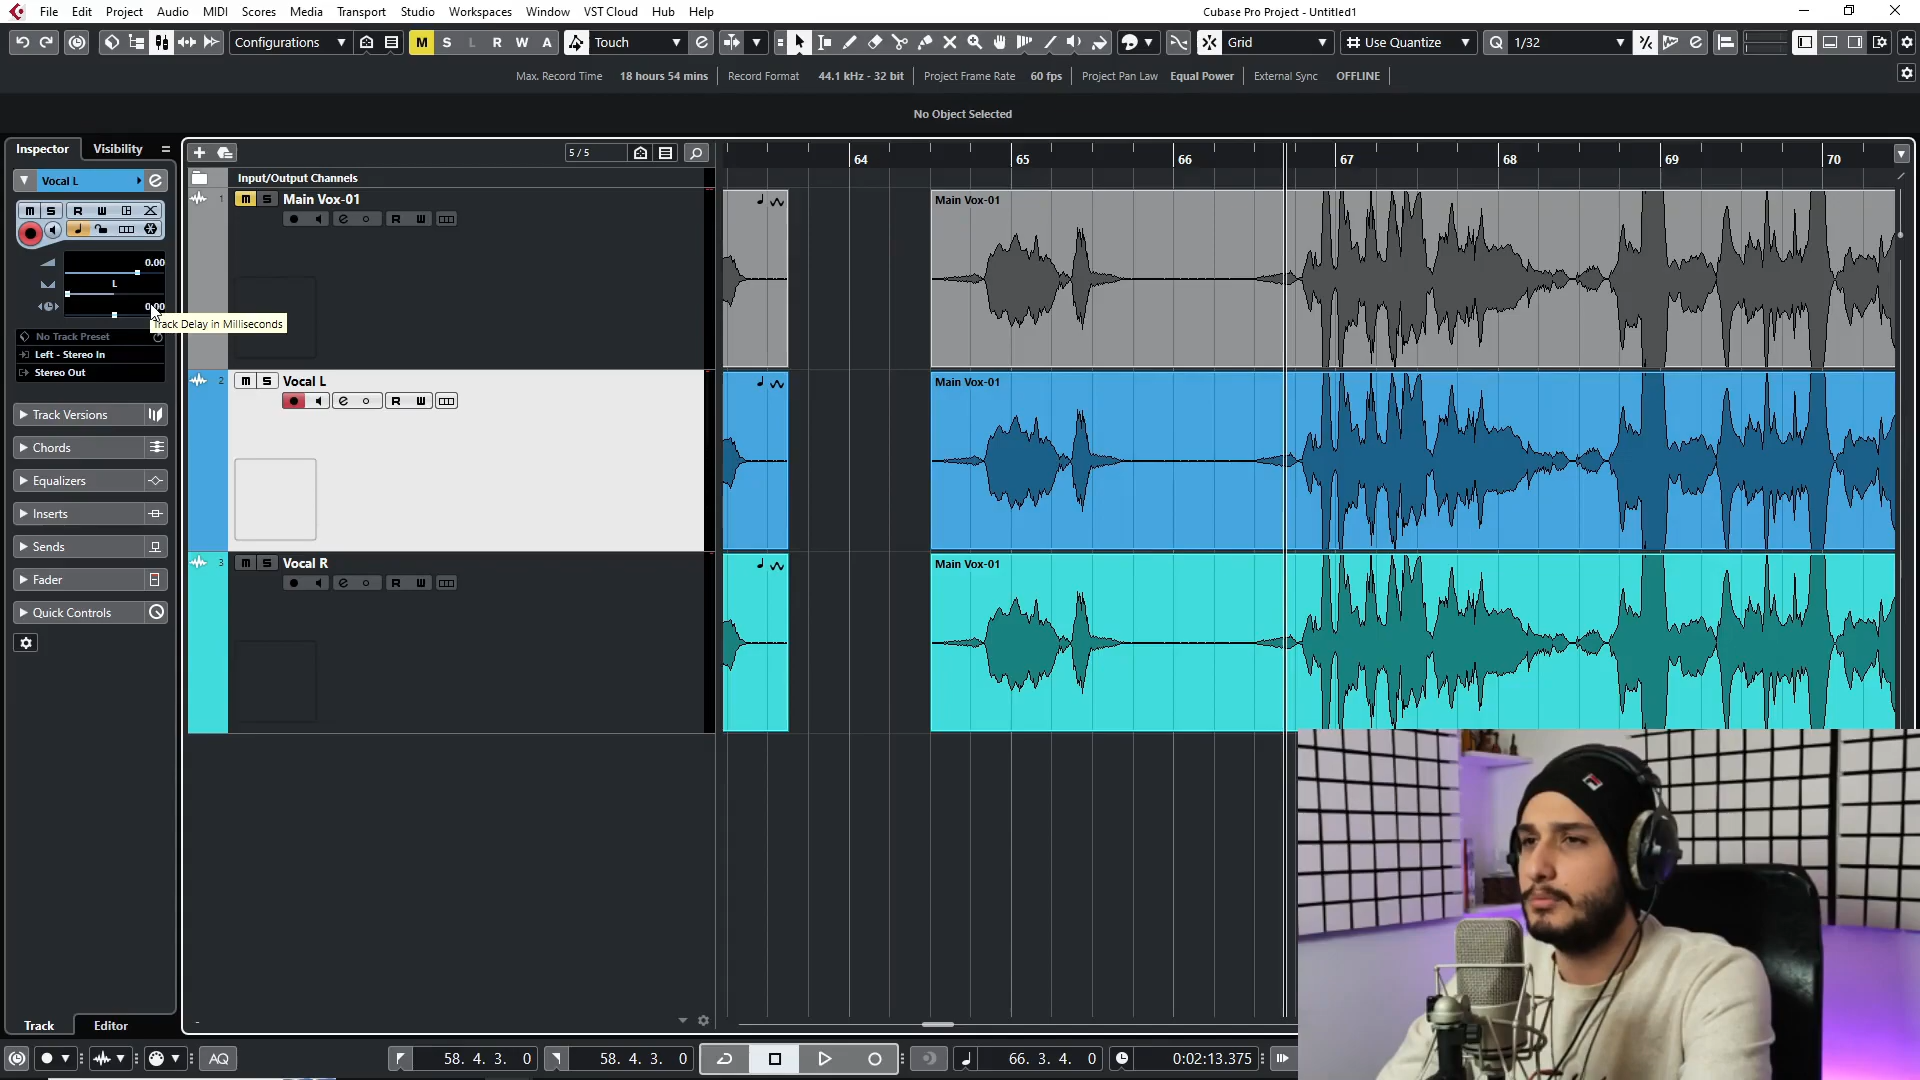 File Edit Project Audio MIDI Scores Media Transport Studio Workspaces Window VST Cloud Hub Help
Cubase Pro Project - Untitled1
Configurations M S L R W A Touch Grid Use Quantize Q 1/32
Max. Record Time 18 hours 54 mins Record Format 44.1 kHz - 32 bit Project Frame Rate 60 fps Project Pan Law Equal Power External Sync OFFLINE
No Object Selected
Inspector Visibility
5 / 5
64 65 66 67 68 69 70
Vocal L
Input/Output Channels
1 M S Main Vox-01
Main Vox-01
M S R W
R W
0.00
L
0.00
Track Delay in Milliseconds
No Track Preset
Left - Stereo In
Stereo Out
2 M S Vocal L
R W
Main Vox-01
Track Versions
Chords
Equalizers
Inserts
Sends
Fader
Quick Controls
3 M S Vocal R
R W
Main Vox-01
Track Editor
AQ
58. 4. 3. 0
58. 4. 3. 0
66. 3. 4. 0
0:02:13.375